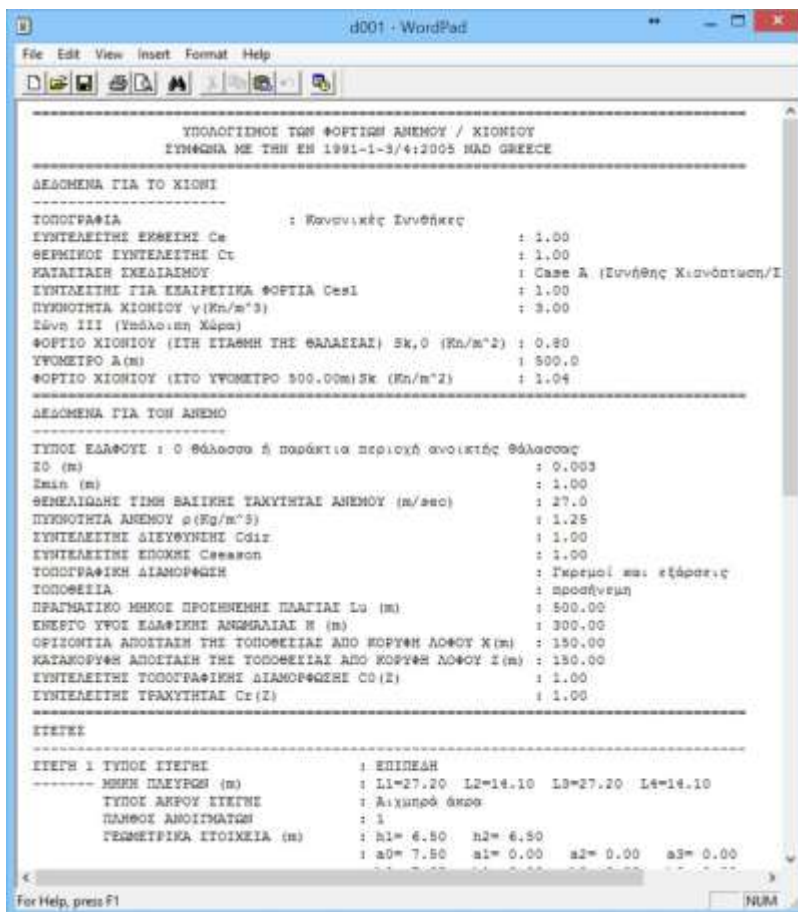 d001 - WordPad
File Edit View Insert Format Help
ΥΠΟΛΟΓΙΣΜΟΣ ΤΩΝ ΦΟΡΤΙΩΝ ΑΝΕΜΟΥ / ΧΙΟΝΙΟΥ
ΣΥΜΦΩΝΑ ΜΕ ΤΗΝ EN 1991-1-3/4:2005 NAD GREECE
ΔΕΔΟΜΕΝΑ ΓΙΑ ΤΟ ΧΙΟΝΙ
ΤΟΠΟΓΡΑΦΙΑ : Κανονικές Συνθήκες
ΣΥΝΤΕΛΕΣΤΗΣ ΕΚΘΕΣΗΣ Ce : 1.00
ΘΕΡΜΙΚΟΣ ΣΥΝΤΕΛΕΣΤΗΣ Ct : 1.00
ΚΑΤΑΣΤΑΣΗ ΣΧΕΔΙΑΣΜΟΥ : Case A (Συνήθης Χιονόπτωση/Σ
ΣΥΝΤΛΕΣΤΗΣ ΓΙΑ ΕΞΑΙΡΕΤΙΚΑ ΦΟΡΤΙΑ Cesl : 1.00
ΠΥΚΝΟΤΗΤΑ ΧΙΟΝΙΟΥ γ(Kn/m^3) : 3.00
Ζώνη III (Υπόλοιπη Χώρα)
ΦΟΡΤΙΟ ΧΙΟΝΙΟΥ (ΣΤΗ ΣΤΑΘΜΗ ΤΗΣ ΘΑΛΑΣΣΑΣ) Sk,0 (Kn/m^2) : 0.80
ΥΨΟΜΕΤΡΟ A(m) : 500.0
ΦΟΡΤΙΟ ΧΙΟΝΙΟΥ (ΣΤΟ ΥΨΟΜΕΤΡΟ 500.00m)Sk (Kn/m^2) : 1.04
ΔΕΔΟΜΕΝΑ ΓΙΑ ΤΟΝ ΑΝΕΜΟ
ΤΥΠΟΣ ΕΔΑΦΟΥΣ : 0 Θάλασσα ή παράκτια περιοχή ανοικτής θάλασσας
Z0 (m) : 0.003
Zmin (m) : 1.00
ΘΕΜΕΛΙΩΔΗΣ ΤΙΜΗ ΒΑΣΙΚΗΣ ΤΑΧΥΤΗΤΑΣ ΑΝΕΜΟΥ (m/sec) : 27.0
ΠΥΚΝΟΤΗΤΑ ΑΝΕΜΟΥ ρ(Kg/m^3) : 1.25
ΣΥΝΤΕΛΕΣΤΗΣ ΔΙΕΥΘΥΝΣΗΣ Cdir : 1.00
ΣΥΝΤΕΛΕΣΤΗΣ ΕΠΟΧΗΣ Cseason : 1.00
ΤΟΠΟΓΡΑΦΙΚΗ ΔΙΑΜΟΡΦΩΣΗ : Γκρεμοί και εξάρσεις
ΤΟΠΟΘΕΣΙΑ : προσήνεμη
ΠΡΑΓΜΑΤΙΚΟ ΜΗΚΟΣ ΠΡΟΣΗΝΕΜΗΣ ΠΛΑΓΙΑΣ Lu (m) : 500.00
ΕΝΕΡΓΟ ΥΨΟΣ ΕΔΑΦΙΚΗΣ ΑΝΩΜΑΛΙΑΣ H (m) : 300.00
ΟΡΙΖΟΝΤΙΑ ΑΠΟΣΤΑΣΗ ΤΗΣ ΤΟΠΟΘΕΣΙΑΣ ΑΠΟ ΚΟΡΥΦΗ ΛΟΦΟΥ X(m) : 150.00
ΚΑΤΑΚΟΡΥΦΗ ΑΠΟΣΤΑΣΗ ΤΗΣ ΤΟΠΟΘΕΣΙΑΣ ΑΠΟ ΚΟΡΥΦΗ ΛΟΦΟΥ Z(m) : 150.00
ΣΥΝΤΕΛΕΣΤΗΣ ΤΟΠΟΓΡΑΦΙΚΗΣ ΔΙΑΜΟΡΦΩΣΗΣ C0(Z) : 1.00
ΣΥΝΤΕΛΕΣΤΗΣ ΤΡΑΧΥΤΗΤΑΣ Cr(Z) : 1.00
ΣΤΕΓΕΣ
ΣΤΕΓΗ 1 ΤΥΠΟΣ ΣΤΕΓΗΣ : ΕΠΙΠΕΔΗ
------- ΜΗΚΗ ΠΛΕΥΡΩΝ (m) : L1=27.20 L2=14.10 L3=27.20 L4=14.10
ΤΥΠΟΣ ΑΚΡΟΥ ΣΤΕΓΗΣ : Αιχμηρά άκρα
ΠΛΗΘΟΣ ΑΝΟΙΓΜΑΤΩΝ : 1
ΓΕΩΜΕΤΡΙΚΑ ΣΤΟΙΧΕΙΑ (m) : h1= 6.50 h2= 6.50
: a0= 7.50 a1= 0.00 a2= 0.00 a3= 0.00
For Help, press F1
NUM